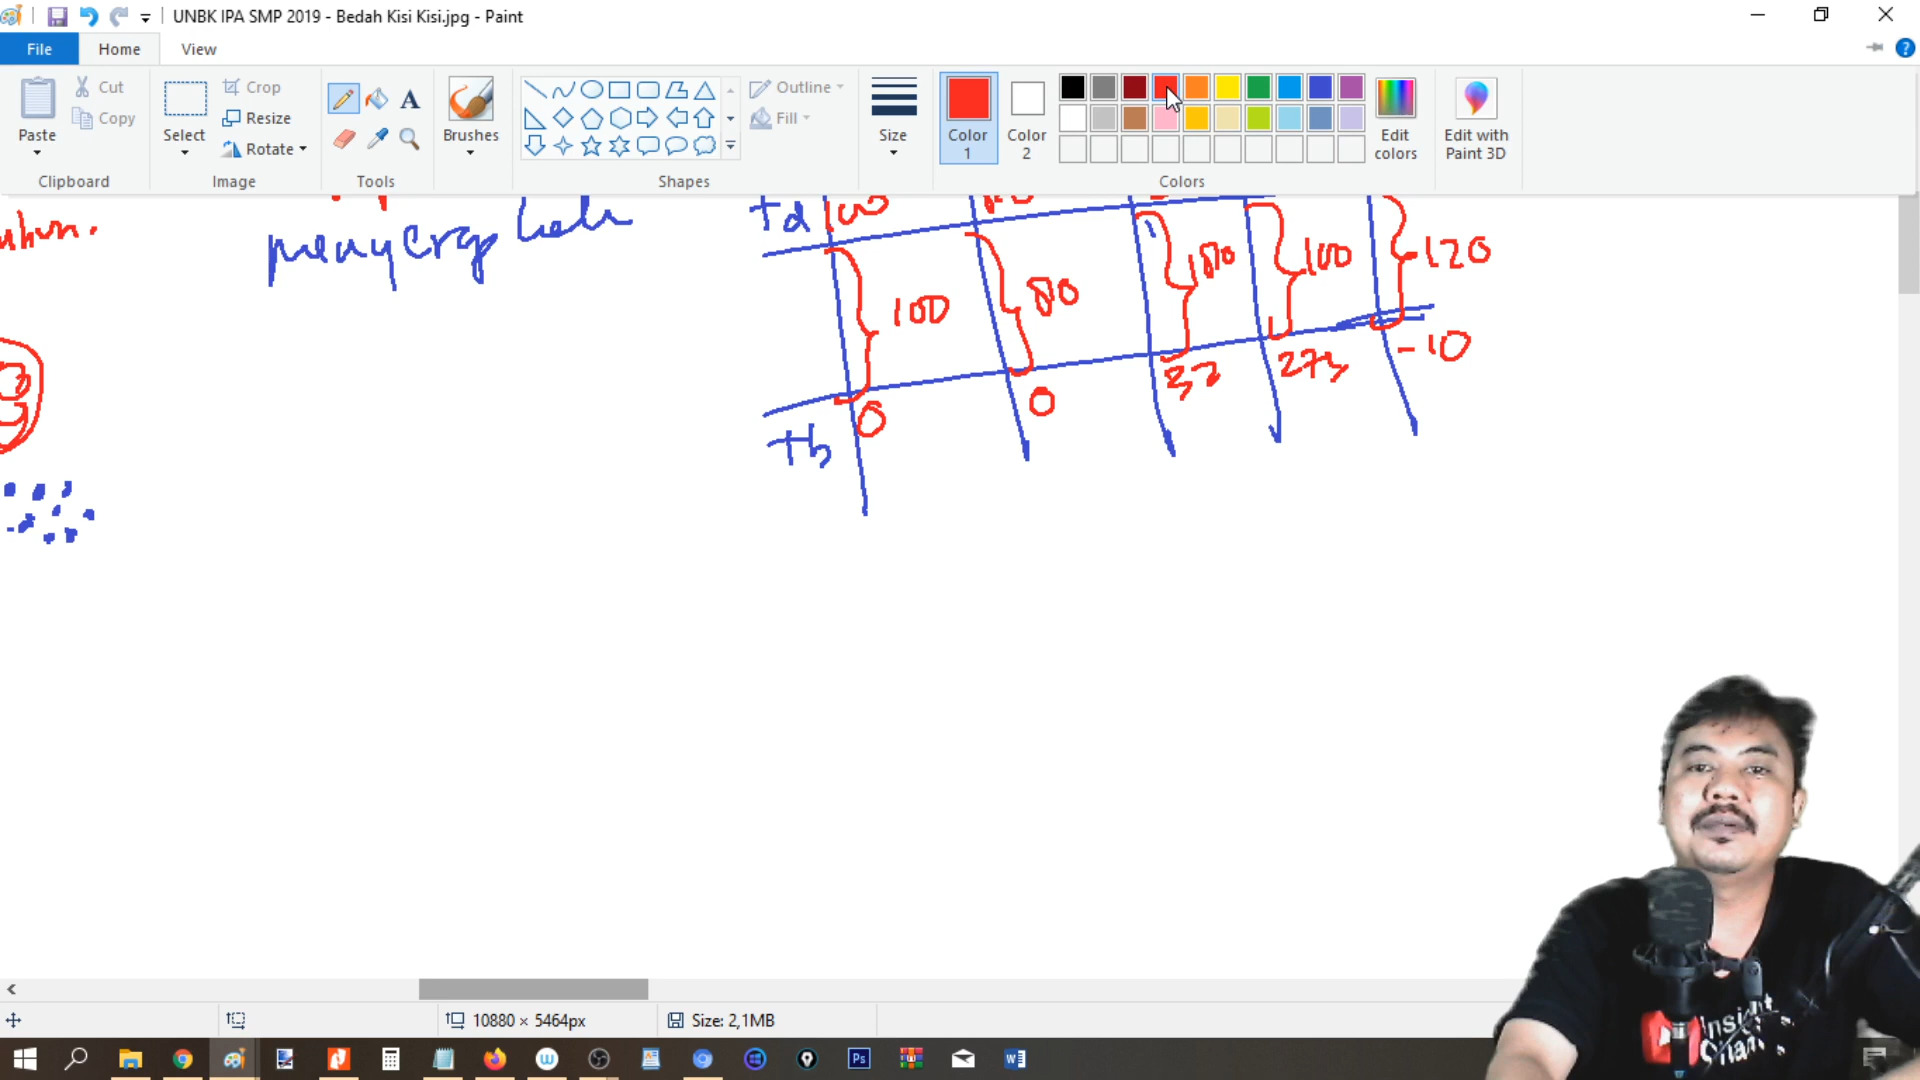 UNBK IPA SMP 2019 - Bedah Kisi Kisi.jpg - Paint
File
Home
View
Paste
Cut
Copy
Clipboard
Select
Crop
Resize
Rotate
Image
Tools
Brushes
Shapes
Outline
Fill
Size
Color 1
Color 2
Colors
Edit colors
Edit with Paint 3D
menyerap
Td
100
80
180
100
120
0
0
32
273
-10
Tb
10880 × 5464px
Size: 2,1MB
Insight